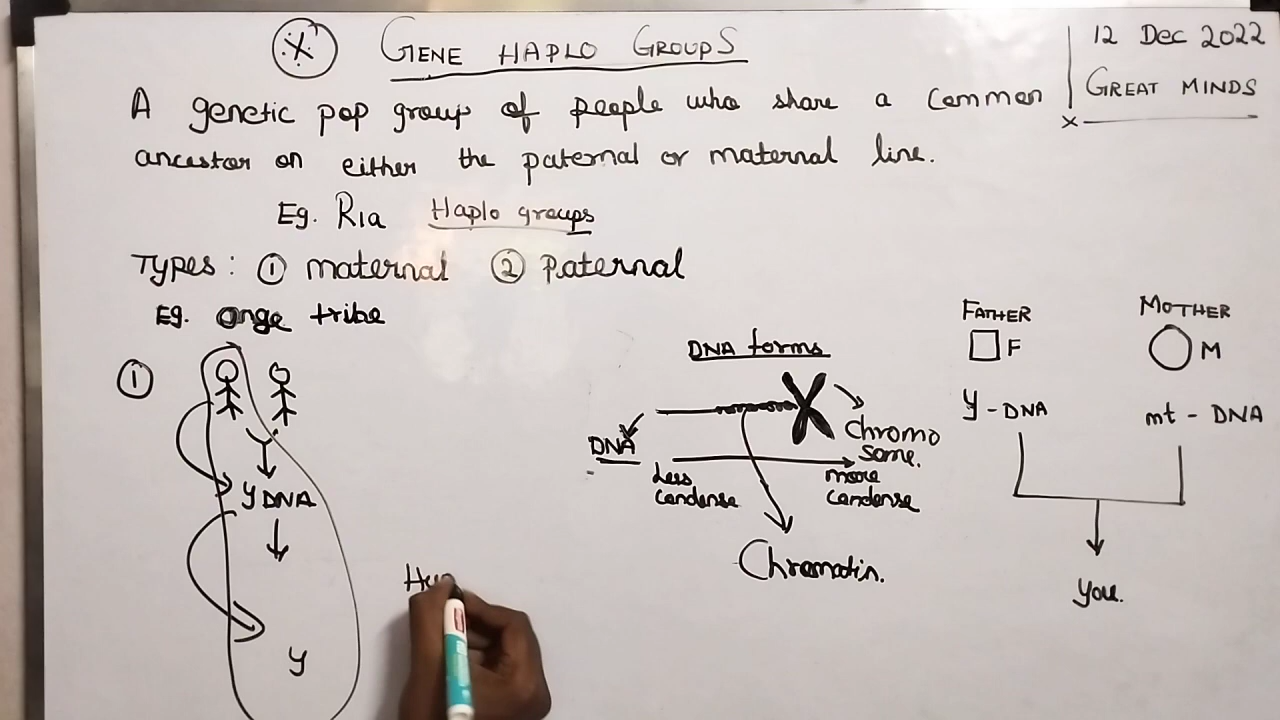 GENE HAPLO GROUPS
12 Dec 2022
GREAT MINDS
A genetic pop group of people who share a common
ancestor on either the paternal or maternal line.
Eg. R1a Haplo groups
Types: ① maternal ② Paternal
Eg. onge tribe
①
Y DNA
Y
Hu
DNA forms
DNA
Chromo
some.
Less
Condense
more
Condense
Chromatin.
FATHER
F
Y-DNA
MOTHER
M
mt-DNA
You.